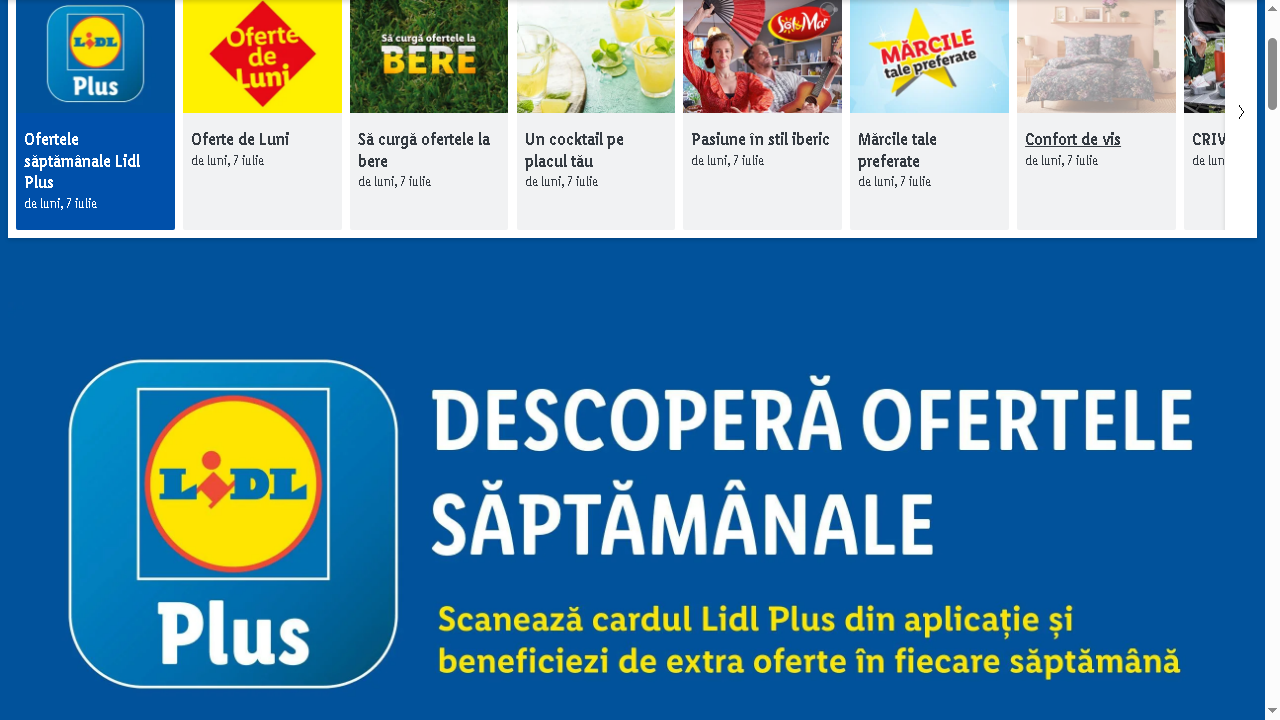 LIDL
Plus
Ofertele
săptămânale Lidl
Plus
de luni, 7 iulie
Oferte
de
Luni
Oferte de Luni
de luni, 7 iulie
Să curgă ofertele la
BERE
Să curgă ofertele la
bere
de luni, 7 iulie
Un cocktail pe
placul tău
de luni, 7 iulie
Sol & Mar
Pasiune în stil iberic
de luni, 7 iulie
MĂRCILE
tale preferate
Mărcile tale
preferate
de luni, 7 iulie
Confort de vis
de luni, 7 iulie
CRIV
de lun
LIDL
Plus
DESCOPERĂ OFERTELE
SĂPTĂMÂNALE
Scanează cardul Lidl Plus din aplicație și
beneficiezi de extra oferte în fiecare săptămână